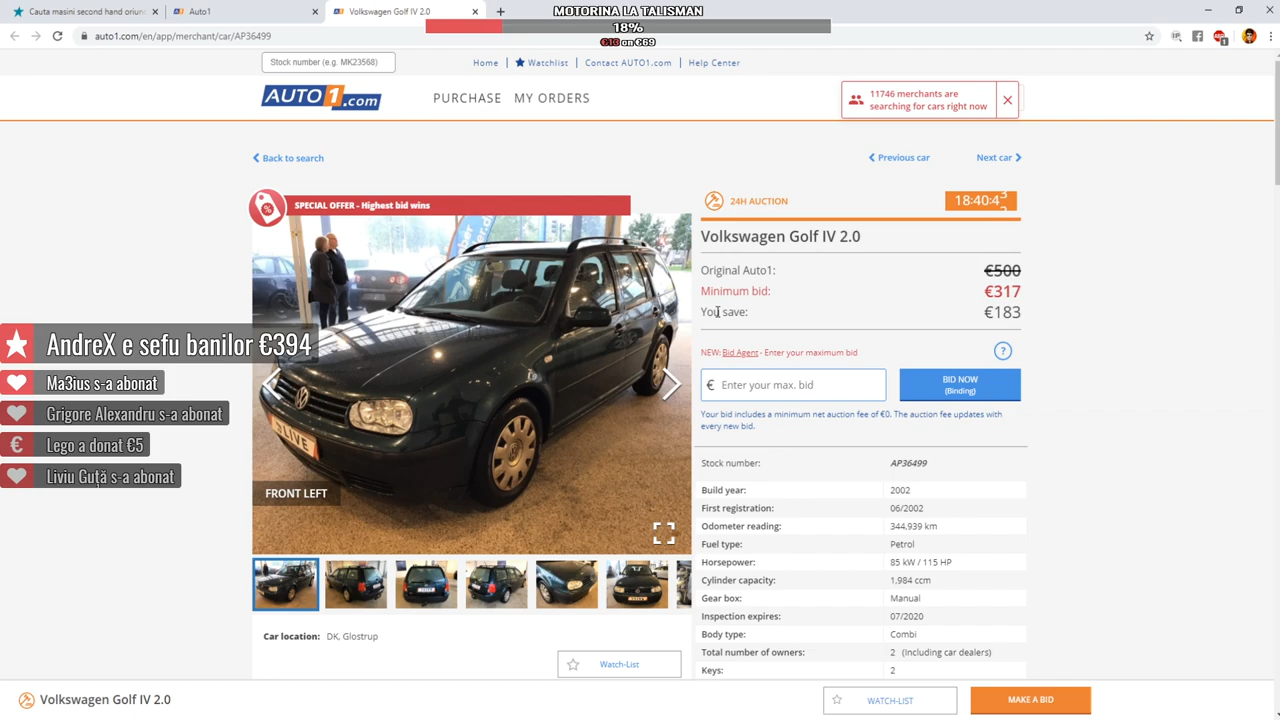 Cauta masini second hand oriun
Auto1
Volkswagen Golf IV 2.0
MOTORINA LA TALISMAN
18%
€13 on €69
auto1.com/en/app/merchant/car/AP36499
Stock number (e.g. MK23568)
Home
Watchlist
Contact AUTO1.com
Help Center
AUTO1.com
PURCHASE
MY ORDERS
11746 merchants are
searching for cars right now
Back to search
Previous car
Next car
SPECIAL OFFER - Highest bid wins
24H AUCTION
Volkswagen Golf IV 2.0
Original Auto1: €500
Minimum bid: €317
You save: €183
NEW: Bid Agent - Enter your maximum bid
?
€ Enter your max. bid
BID NOW
(Binding)
Your bid includes a minimum net auction fee of €0. The auction fee updates with
every new bid.
AndreX e sefu banilor €394
Ma3ius s-a abonat
Grigore Alexandru s-a abonat
€ Lego a donat €5
Liviu Guță s-a abonat
FRONT LEFT
Stock number: AP36499
Build year: 2002
First registration: 06/2002
Odometer reading: 344,939 km
Fuel type: Petrol
Horsepower: 85 kW / 115 HP
Cylinder capacity: 1,984 ccm
Gear box: Manual
Inspection expires: 07/2020
Body type: Combi
Total number of owners: 2 (Including car dealers)
Keys: 2
Car location: DK, Glostrup
Watch-List
Volkswagen Golf IV 2.0
WATCH-LIST
MAKE A BID